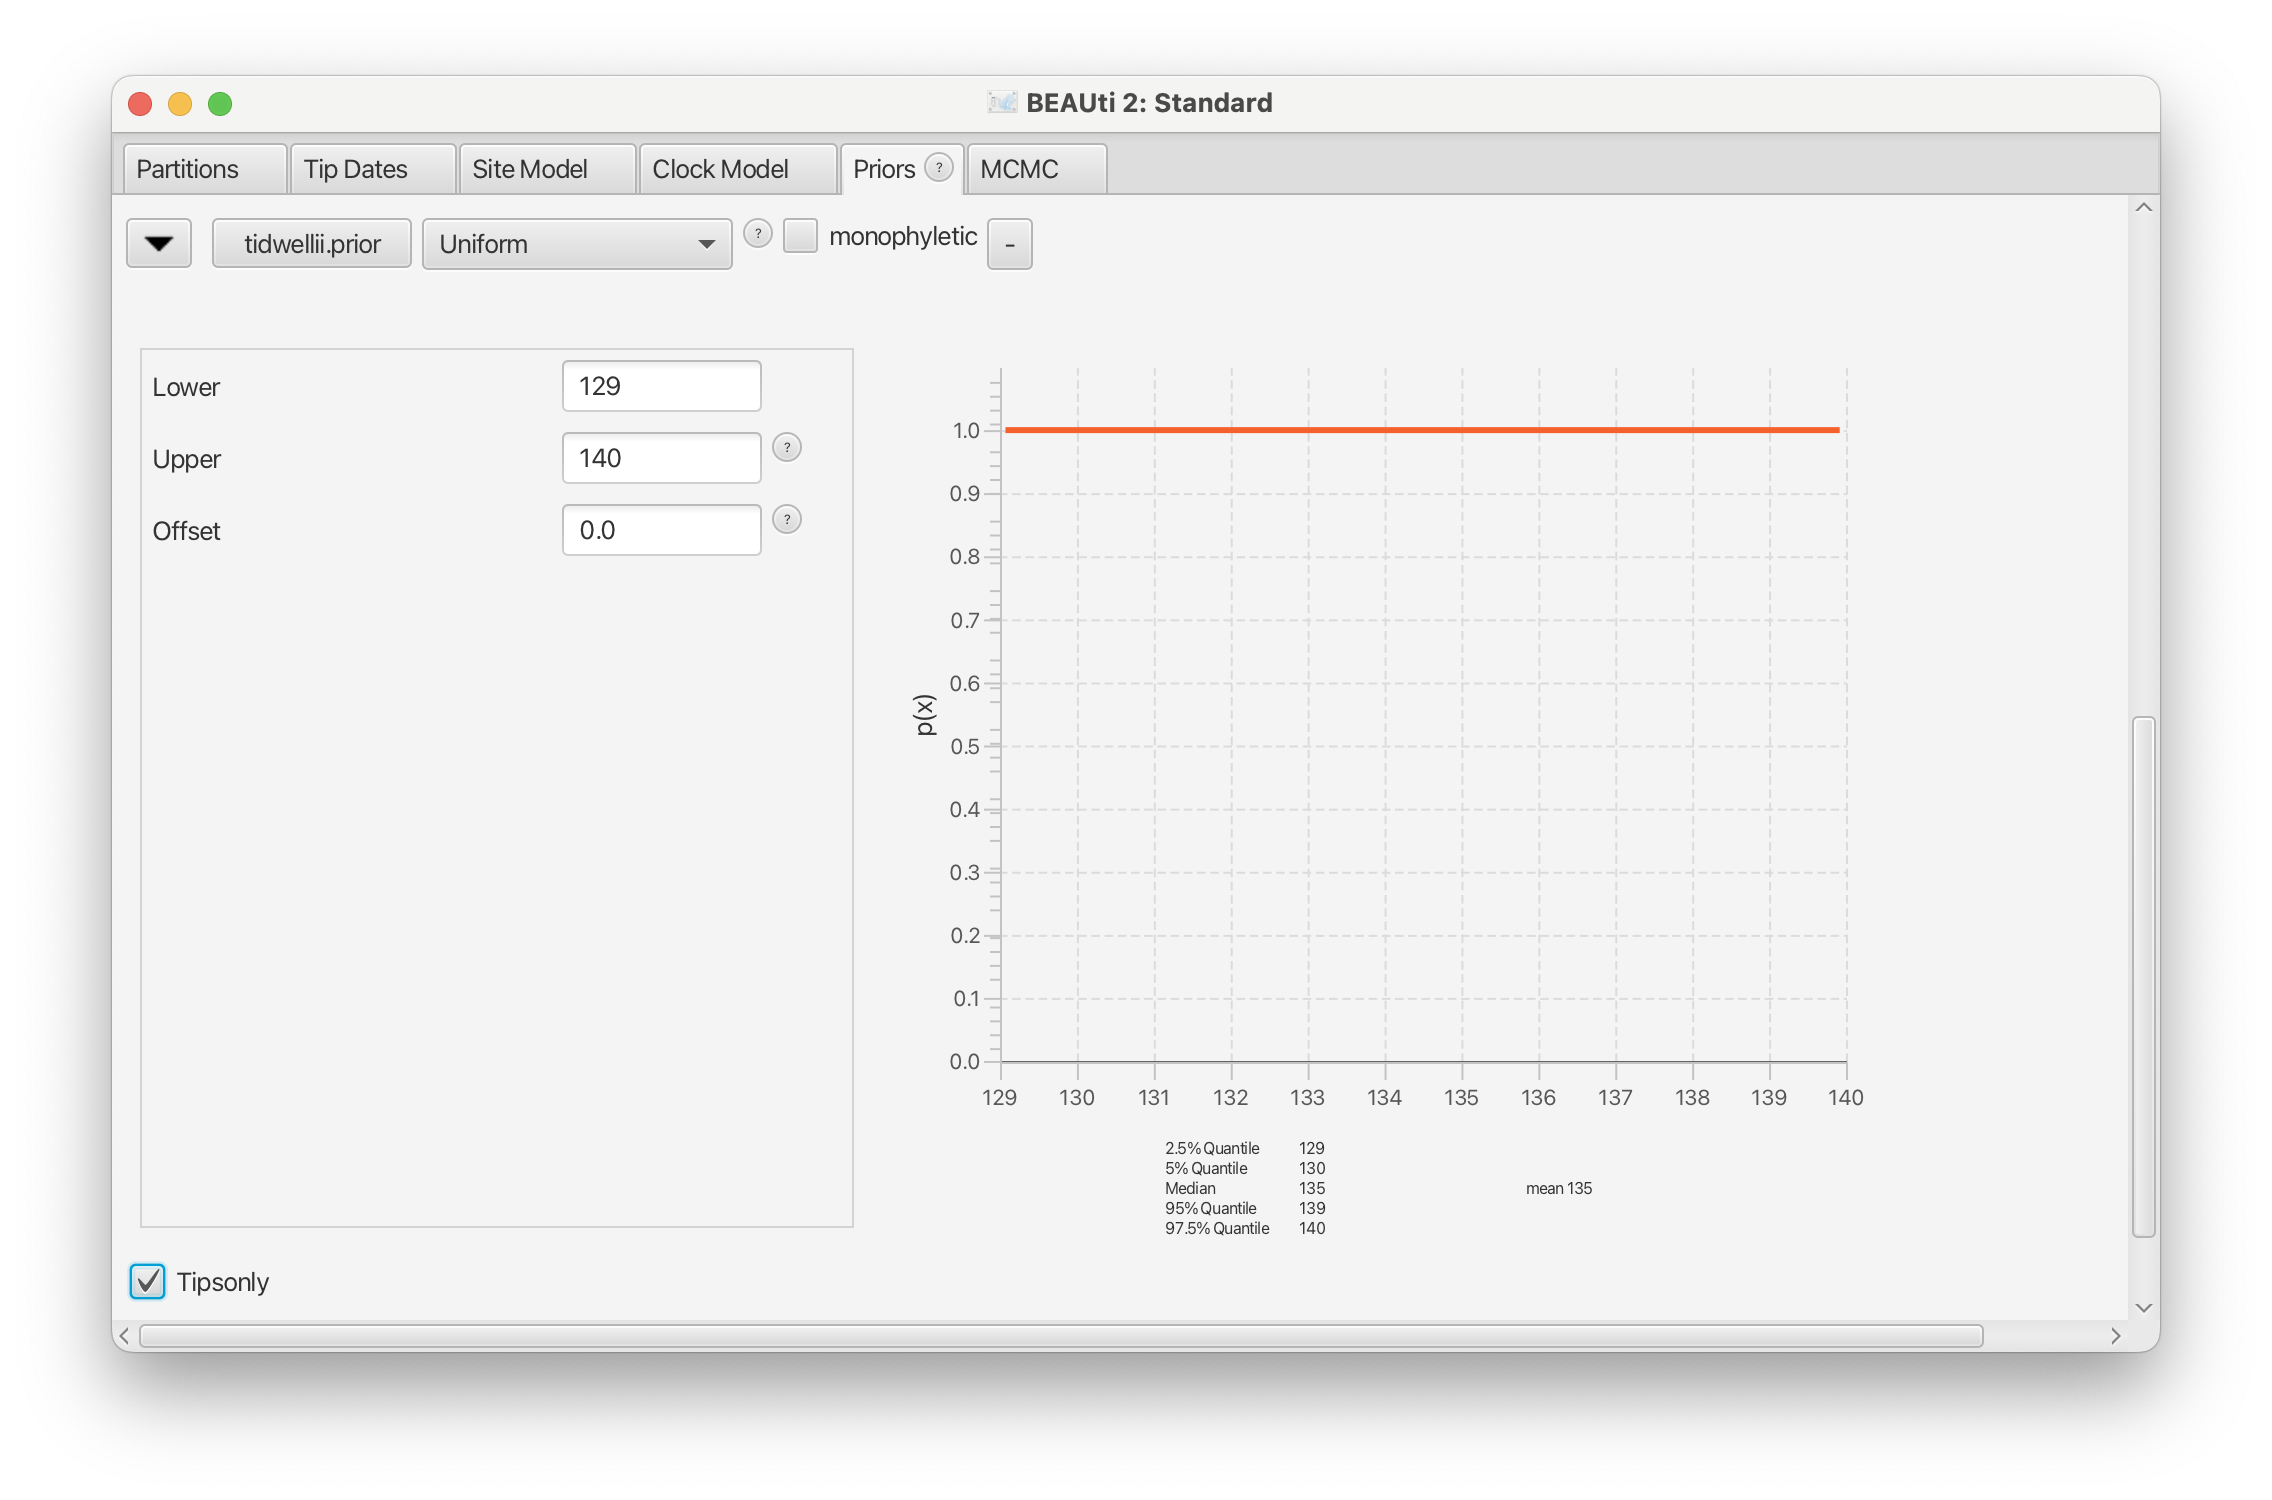 BEAUti 2: Standard
Partitions Tip Dates Site Model Clock Model Priors ? MCMC
tidwellii.prior Uniform ? monophyletic -
Lower 129
Upper 140 ?
Offset 0.0 ?
1.0
0.9
0.8
0.7
0.6
0.5
0.4
0.3
0.2
0.1
0.0
p(x)
129 130 131 132 133 134 135 136 137 138 139 140
2.5% Quantile 129
5% Quantile 130
Median 135 mean 135
95% Quantile 139
97.5% Quantile 140
Tipsonly